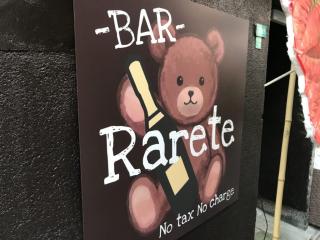 -BAR-
Rarete
No tax No charge